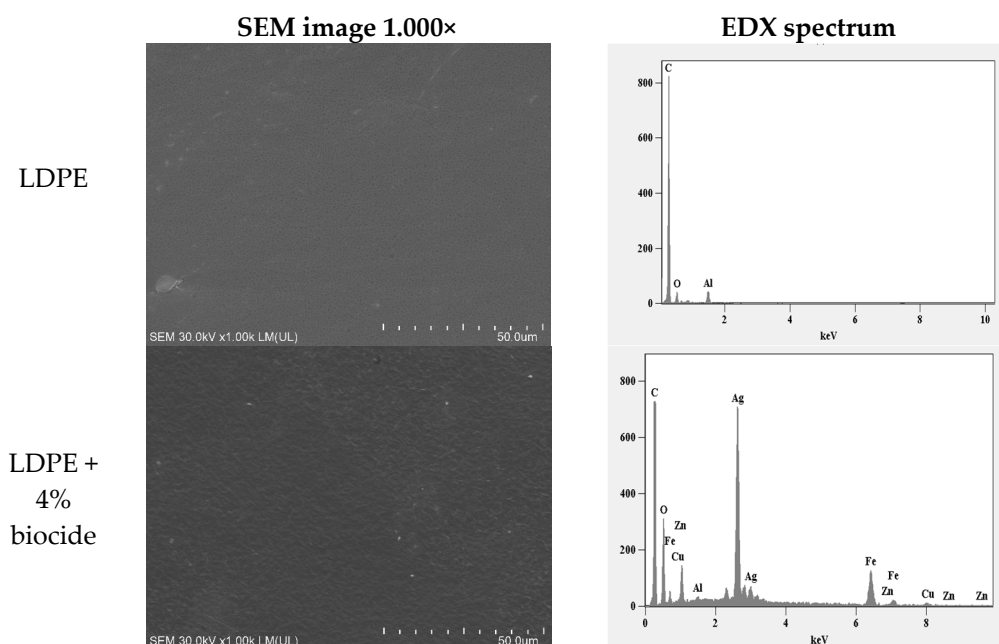 SEM image 1.000×
EDX spectrum
LDPE
SEM 30.0kV x1.00k LM(UL)
50.0um
C
800
600
400
200
0
O
Al
2
4
6
8
10
keV
LDPE +
4%
biocide
SEM 30.0kV x1.00k LM(UL)
50.0um
C
800
600
400
200
0
Ag
O
Zn
Fe
Cu
Al
Ag
Fe
Fe
Zn
Cu
Zn
Zn
0
2
4
6
8
keV